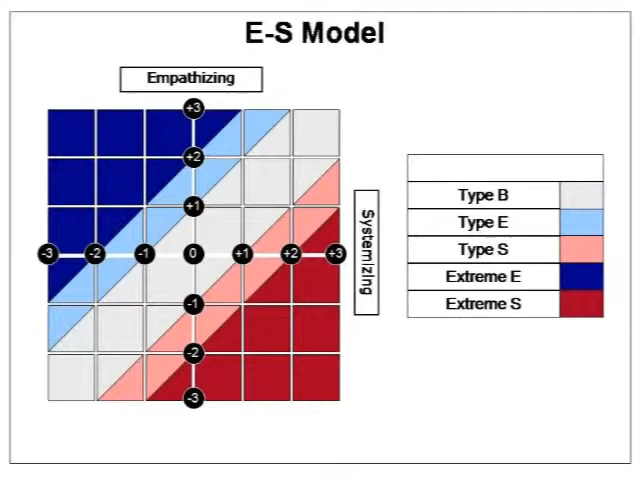 E-S Model
Empathizing
+3
+2
+1
-3 -2 -1 0 +1 +2 +3
-1
-2
-3
Systemizing
Type B
Type E
Type S
Extreme E
Extreme S